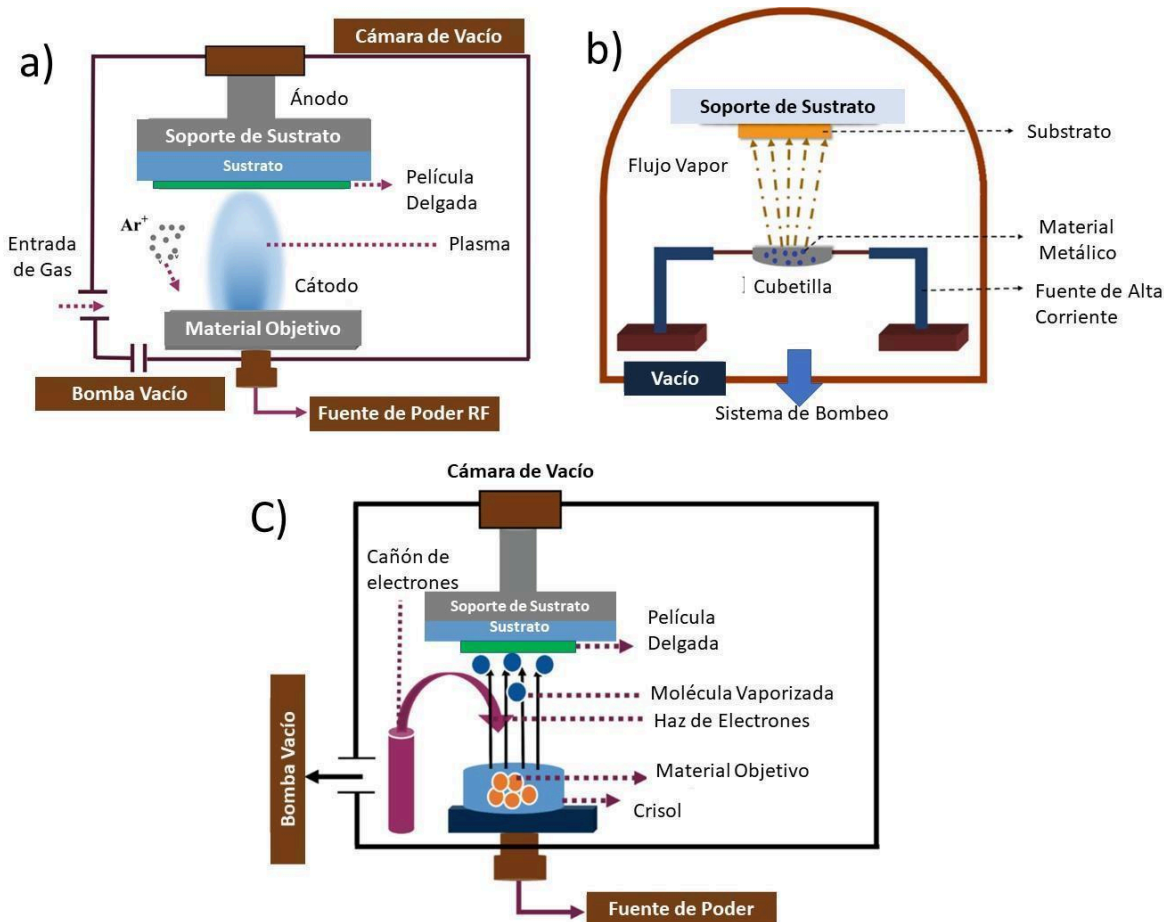 a)
Cámara de Vacío
Ánodo
Soporte de Sustrato
Sustrato
Película
Delgada
Ar+
Plasma
Entrada
de Gas
Cátodo
Material Objetivo
Bomba Vacío
Fuente de Poder RF
b)
Soporte de Sustrato
Substrato
Flujo Vapor
Material
Metálico
Cubetilla
Fuente de Alta
Corriente
Vacío
Sistema de Bombeo
C)
Cámara de Vacío
Cañón de
electrones
Soporte de Sustrato
Sustrato
Película
Delgada
Molécula Vaporizada
Haz de Electrones
Material Objetivo
Crisol
Bomba Vacío
Fuente de Poder